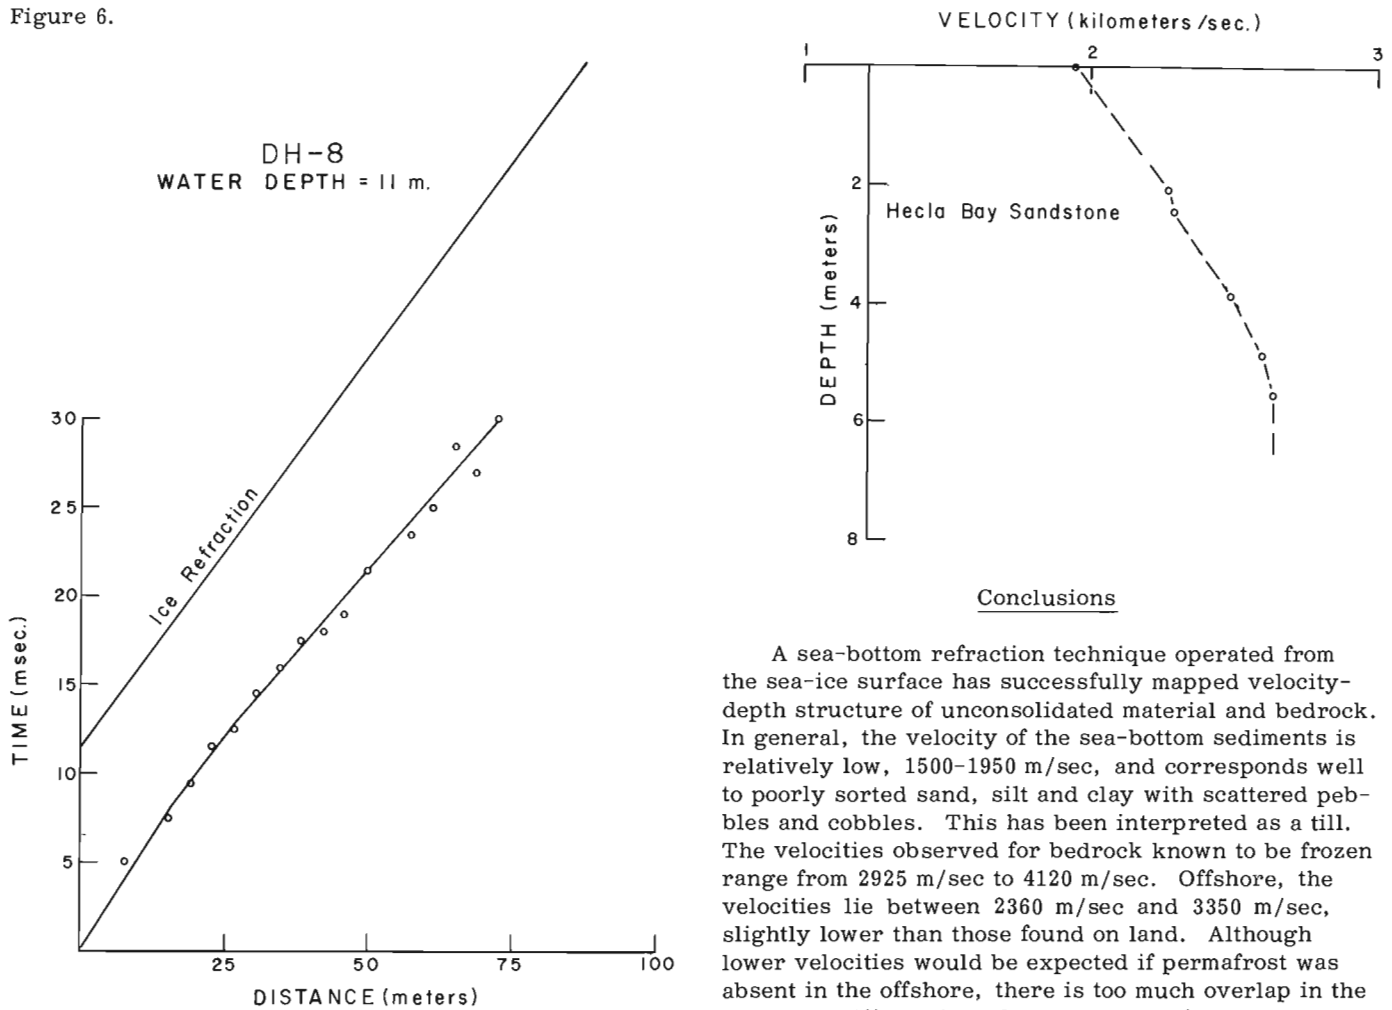 Figure 6.
DH-8
WATER DEPTH = 11 m.
Ice Refraction
TIME (msec.)
30
25
20
15
10
5
25 50 75 100
DISTANCE (meters)
VELOCITY (kilometers/sec.)
1 2 3
DEPTH (meters)
2
4
6
8
Hecla Bay Sandstone
Conclusions
A sea-bottom refraction technique operated from
the sea-ice surface has successfully mapped velocity-
depth structure of unconsolidated material and bedrock.
In general, the velocity of the sea-bottom sediments is
relatively low, 1500-1950 m/sec, and corresponds well
to poorly sorted sand, silt and clay with scattered peb-
bles and cobbles. This has been interpreted as a till.
The velocities observed for bedrock known to be frozen
range from 2925 m/sec to 4120 m/sec. Offshore, the
velocities lie between 2360 m/sec and 3350 m/sec,
slightly lower than those found on land. Although
lower velocities would be expected if permafrost was
absent in the offshore, there is too much overlap in the